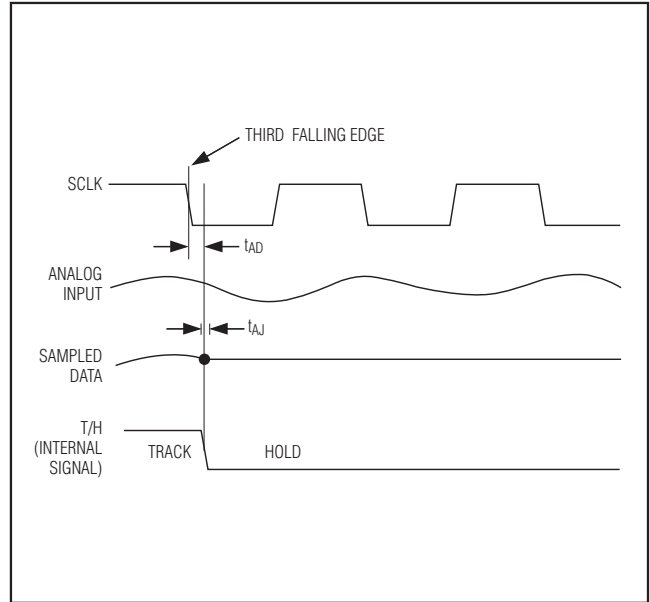 THIRD FALLING EDGE
SCLK
tAD
ANALOG
INPUT
tAJ
SAMPLED
DATA
T/H
(INTERNAL
SIGNAL)
TRACK
HOLD